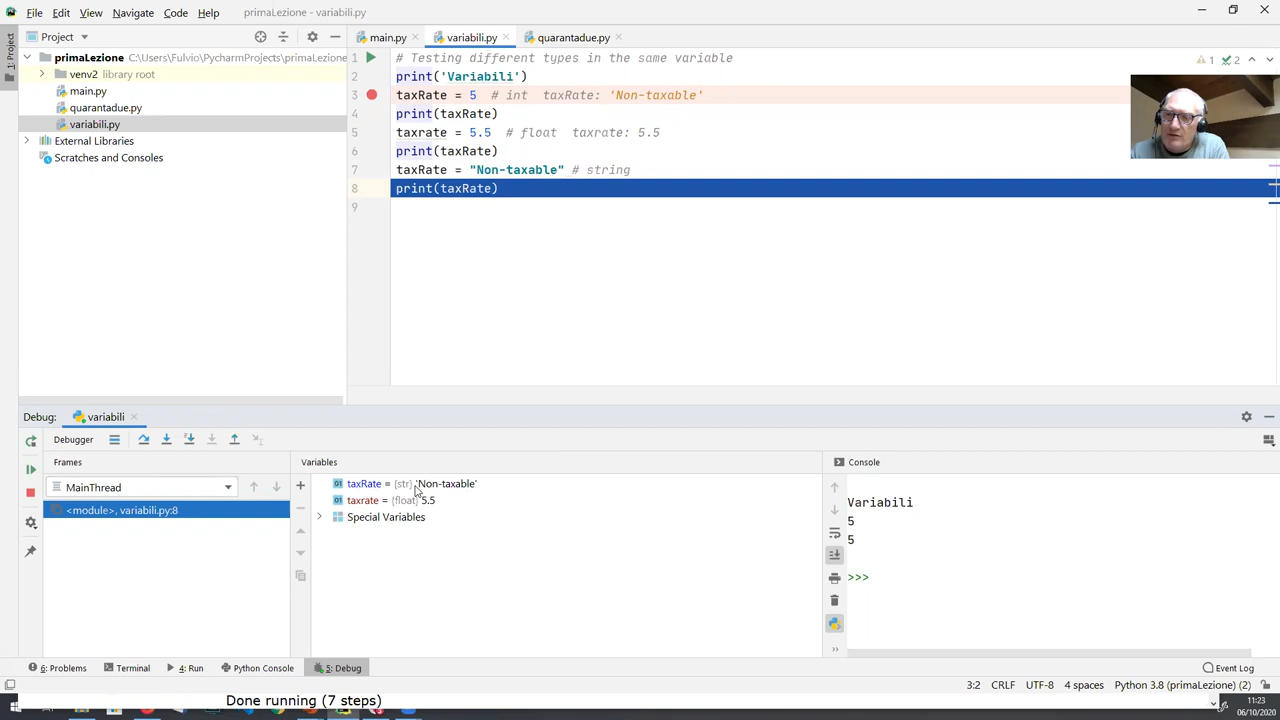 File Edit View Navigate Code Help primaLezione - variabili.py
1: Project
Project
main.py
variabili.py
quarantadue.py
primaLezione C:\Users\Fulvio\PycharmProjects\primaLezione
venv2 library root
main.py
quarantadue.py
variabili.py
External Libraries
Scratches and Consoles
1 # Testing different types in the same variable
2 print('Variabili')
3 taxRate = 5 # int taxRate: 'Non-taxable'
4 print(taxRate)
5 taxrate = 5.5 # float taxrate: 5.5
6 print(taxRate)
7 taxRate = "Non-taxable" # string
8 print(taxRate)
9
1 2
Debug: variabili
Debugger
Frames
MainThread
<module>, variabili.py:8
Variables
taxRate = {str} 'Non-taxable'
taxrate = {float} 5.5
Special Variables
Console
Variabili
5
5
>>>
6: Problems Terminal 4: Run Python Console 5: Debug Event Log
3:2 CRLF UTF-8 4 spaces Python 3.8 (primaLezione) (2)
Done running (7 steps)
11:23
06/10/2020